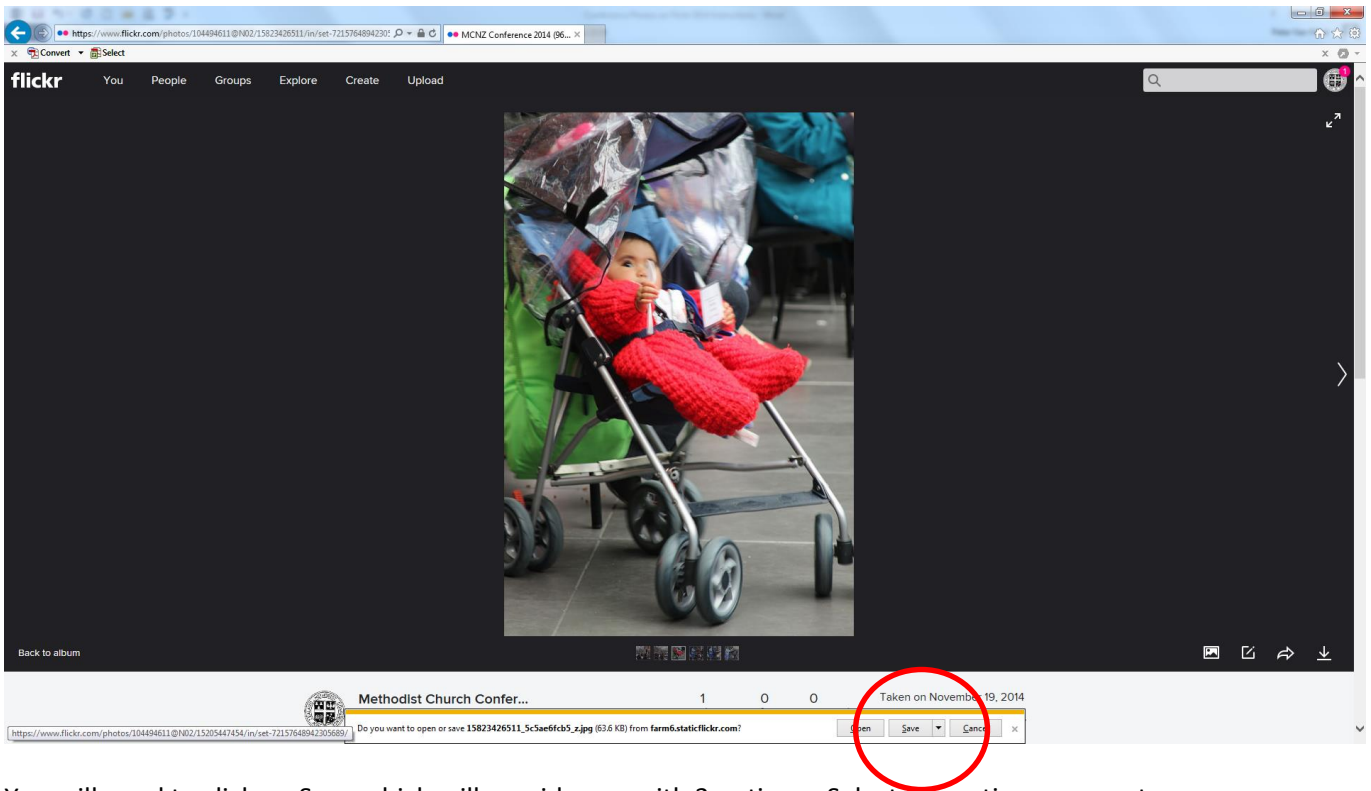 https://www.flickr.com/photos/104494611@N02/15823426511/in/set-7215764894230
MCNZ Conference 2014 (96...
x Convert Select
flickr You People Groups Explore Create Upload
1
Back to album
Methodist Church Confer... 1 0 0 Taken on November 19, 2014
Do you want to open or save 15823426511_5c5ae6fcb5_z.jpg (63.6 KB) from farm6.staticflickr.com? Open Save Cancel x
https://www.flickr.com/photos/104494611@N02/15205447454/in/set-72157648942305689/